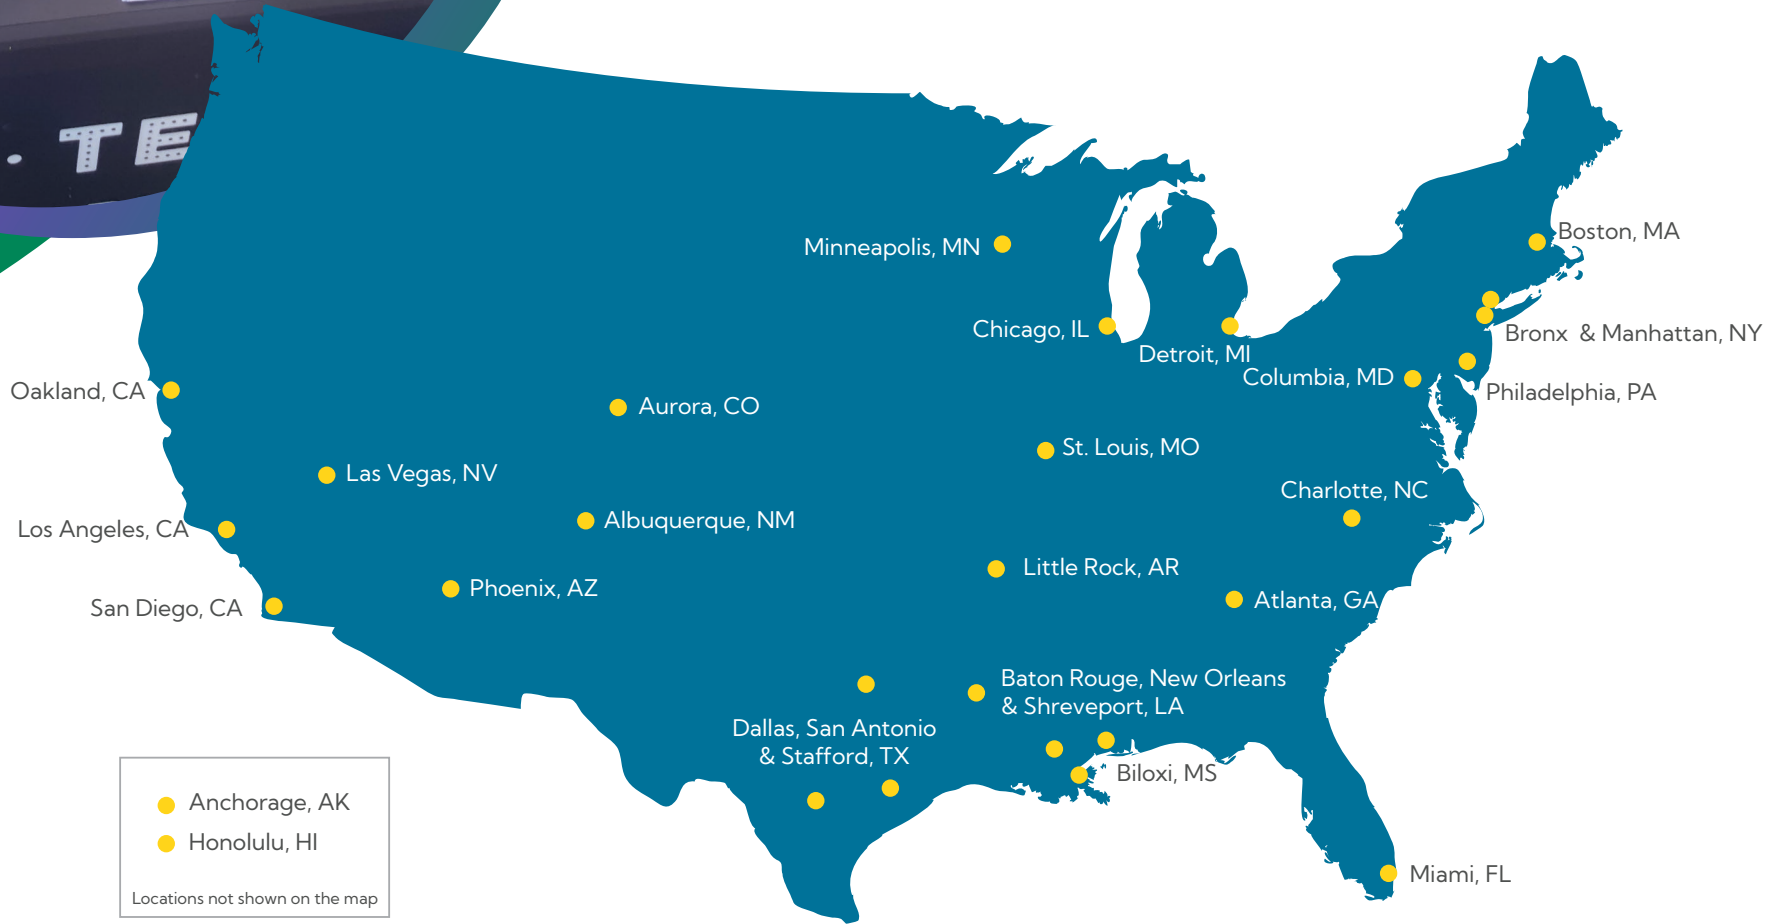 TE
Minneapolis, MN
Boston, MA
Chicago, IL
Detroit, MI
Bronx & Manhattan, NY
Columbia, MD
Philadelphia, PA
Oakland, CA
Aurora, CO
St. Louis, MO
Las Vegas, NV
Charlotte, NC
Los Angeles, CA
Albuquerque, NM
Little Rock, AR
Phoenix, AZ
Atlanta, GA
San Diego, CA
Baton Rouge, New Orleans
& Shreveport, LA
Dallas, San Antonio
& Stafford, TX
Biloxi, MS
Miami, FL
Anchorage, AK
Honolulu, HI
Locations not shown on the map